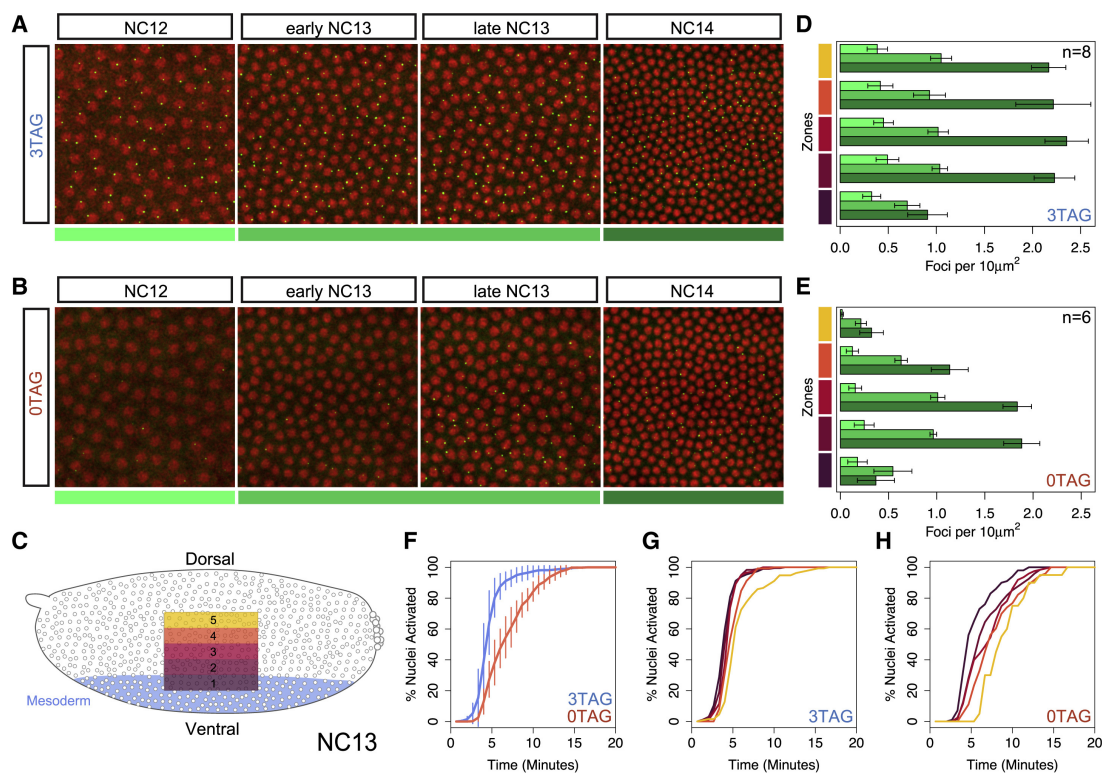 A
NC12 early NC13 late NC13 NC14
3TAG
B
NC12 early NC13 late NC13 NC14
0TAG
C
Dorsal
5
4
3
2
1
Mesoderm
Ventral
NC13
D
n=8
Zones
3TAG
0.0 0.5 1.0 1.5 2.0 2.5
Foci per 10μm²
E
n=6
Zones
0TAG
0.0 0.5 1.0 1.5 2.0 2.5
Foci per 10μm²
F
% Nuclei Activated
100
80
60
40
20
0
3TAG
0TAG
0 5 10 15 20
Time (Minutes)
G
% Nuclei Activated
100
80
60
40
20
0
3TAG
0 5 10 15 20
Time (Minutes)
H
% Nuclei Activated
100
80
60
40
20
0
0TAG
0 5 10 15 20
Time (Minutes)